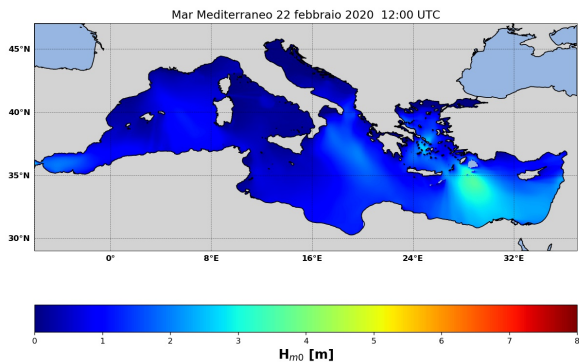 Mar Mediterraneo 22 febbraio 2020  12:00 UTC
45°N
40°N
35°N
30°N
0° 8°E 16°E 24°E 32°E
0 1 2 3 4 5 6 7 8
H_m0 [m]